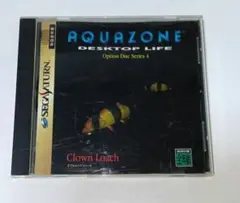 AQUAZONE
DESKTOP LIFE
Option Disc Series 4
SEGA SATURN
Clown Loach